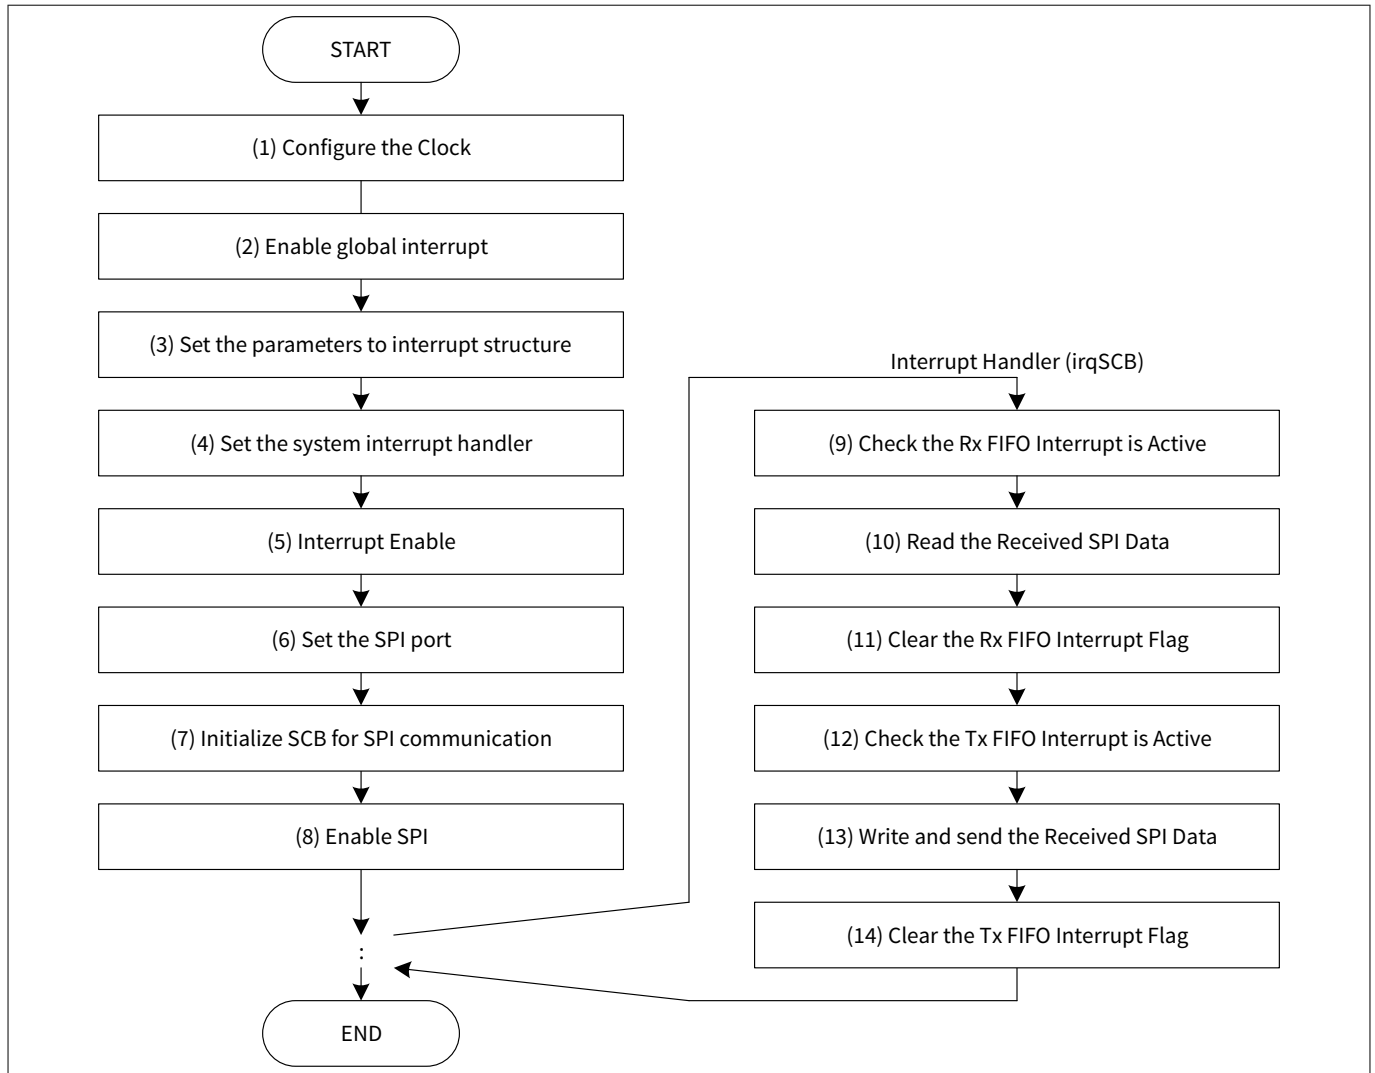 START
(1) Configure the Clock
(2) Enable global interrupt
(3) Set the parameters to interrupt structure
(4) Set the system interrupt handler
(5) Interrupt Enable
(6) Set the SPI port
(7) Initialize SCB for SPI communication
(8) Enable SPI
:
END
Interrupt Handler (irqSCB)
(9) Check the Rx FIFO Interrupt is Active
(10) Read the Received SPI Data
(11) Clear the Rx FIFO Interrupt Flag
(12) Check the Tx FIFO Interrupt is Active
(13) Write and send the Received SPI Data
(14) Clear the Tx FIFO Interrupt Flag